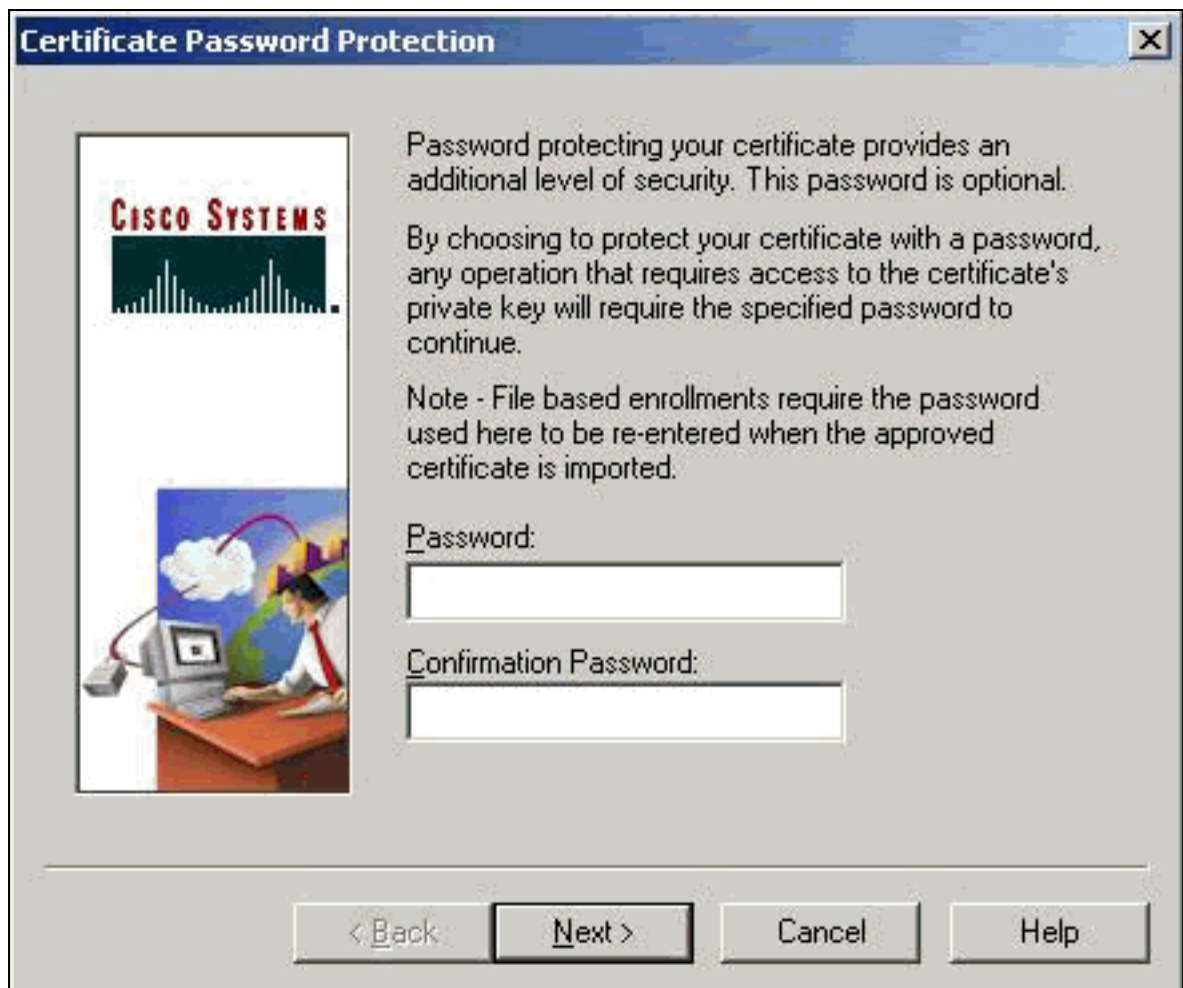 Certificate Password Protection
CISCO SYSTEMS
Password protecting your certificate provides an
additional level of security. This password is optional.
By choosing to protect your certificate with a password,
any operation that requires access to the certificate's
private key will require the specified password to
continue.
Note - File based enrollments require the password
used here to be re-entered when the approved
certificate is imported.
Password:
Confirmation Password:
< Back
Next >
Cancel
Help